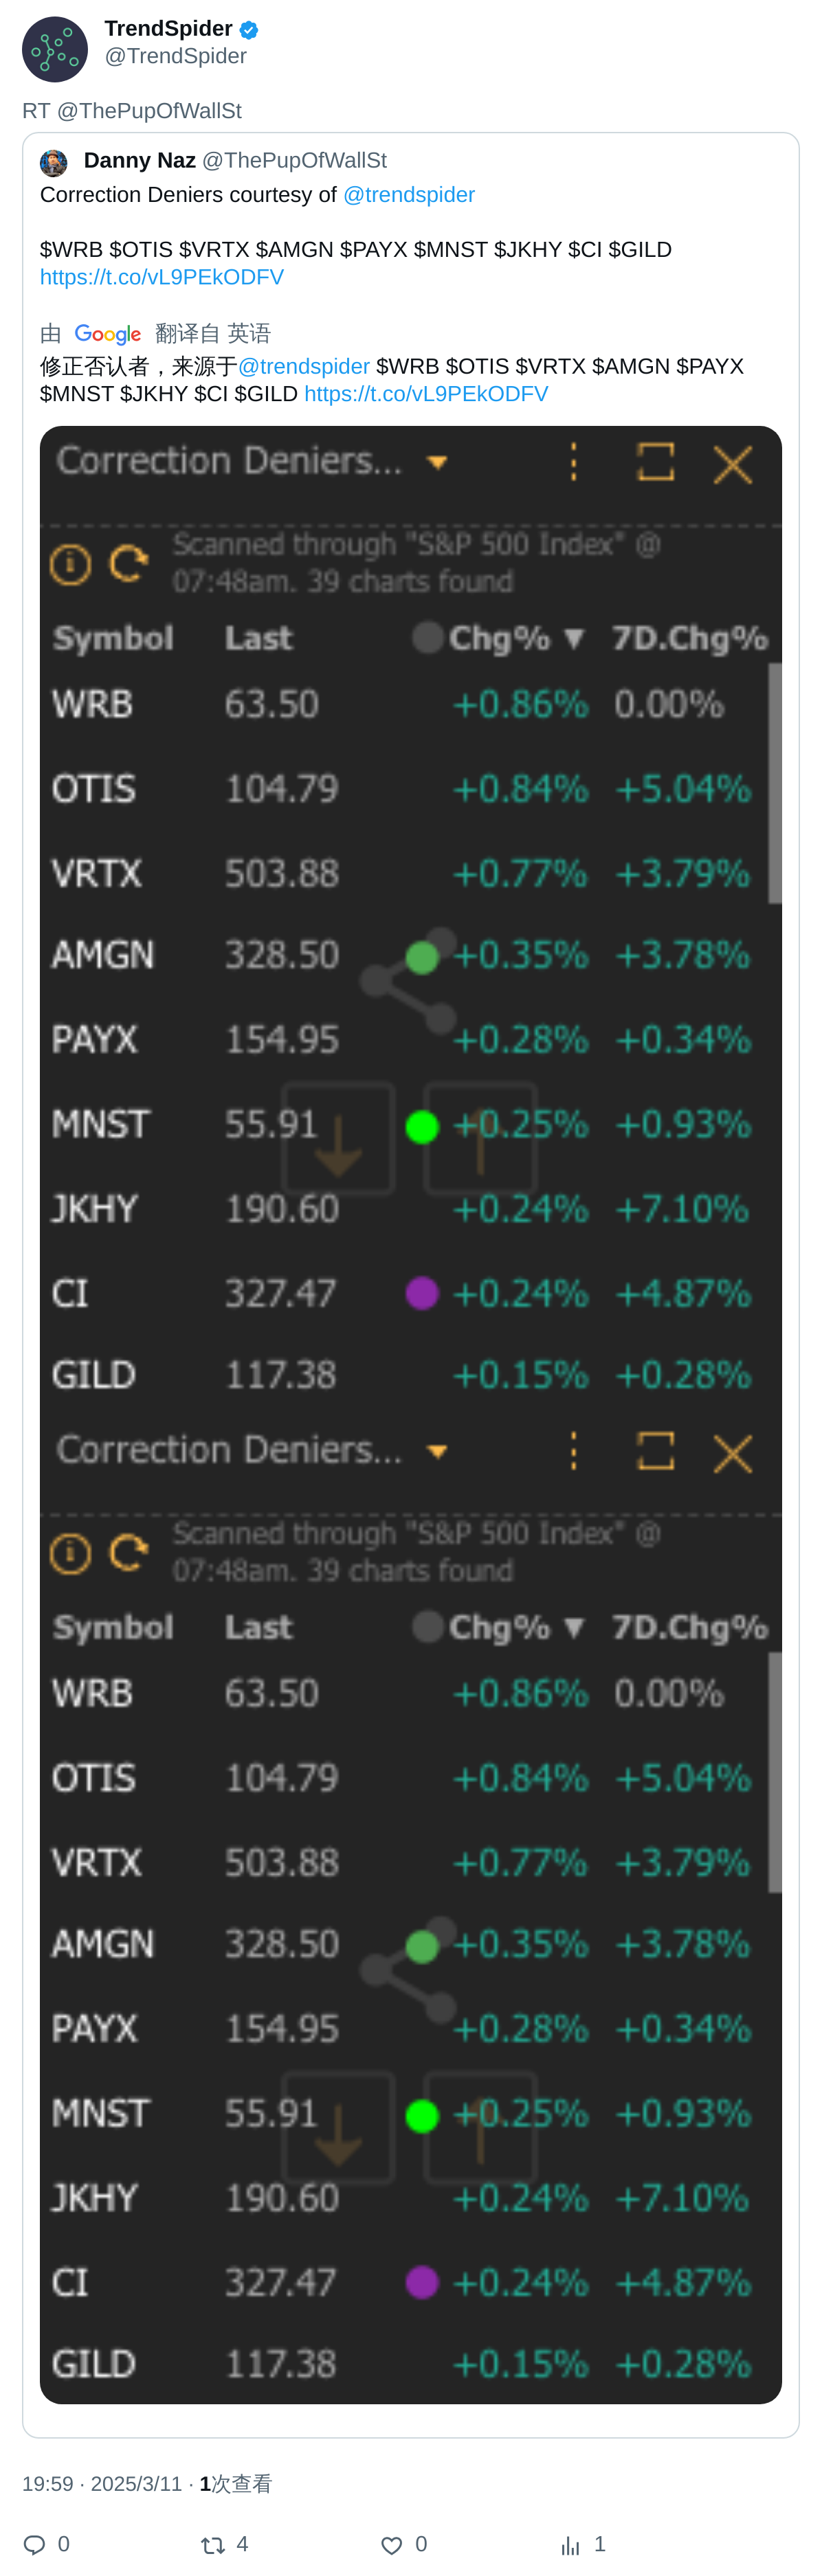 TrendSpider
@TrendSpider
RT @ThePupOfWallSt
Danny Naz @ThePupOfWallSt
Correction Deniers courtesy of @trendspider
$WRB $OTIS $VRTX $AMGN $PAYX $MNST $JKHY $CI $GILD
https://t.co/vL9PEkODFV
由 Google 翻译自 英语
修正否认者，来源于@trendspider $WRB $OTIS $VRTX $AMGN $PAYX
$MNST $JKHY $CI $GILD https://t.co/vL9PEkODFV
Correction Deniers...
Scanned through "S&P 500 Index" @
07:48am. 39 charts found
Symbol Last Chg% ▼ 7D.Chg%
WRB 63.50 +0.86% 0.00%
OTIS 104.79 +0.84% +5.04%
VRTX 503.88 +0.77% +3.79%
AMGN 328.50 +0.35% +3.78%
PAYX 154.95 +0.28% +0.34%
MNST 55.91 +0.25% +0.93%
JKHY 190.60 +0.24% +7.10%
CI 327.47 +0.24% +4.87%
GILD 117.38 +0.15% +0.28%
Correction Deniers...
Scanned through "S&P 500 Index" @
07:48am. 39 charts found
Symbol Last Chg% ▼ 7D.Chg%
WRB 63.50 +0.86% 0.00%
OTIS 104.79 +0.84% +5.04%
VRTX 503.88 +0.77% +3.79%
AMGN 328.50 +0.35% +3.78%
PAYX 154.95 +0.28% +0.34%
MNST 55.91 +0.25% +0.93%
JKHY 190.60 +0.24% +7.10%
CI 327.47 +0.24% +4.87%
GILD 117.38 +0.15% +0.28%
19:59 · 2025/3/11 · 1次查看
0 4 0 1